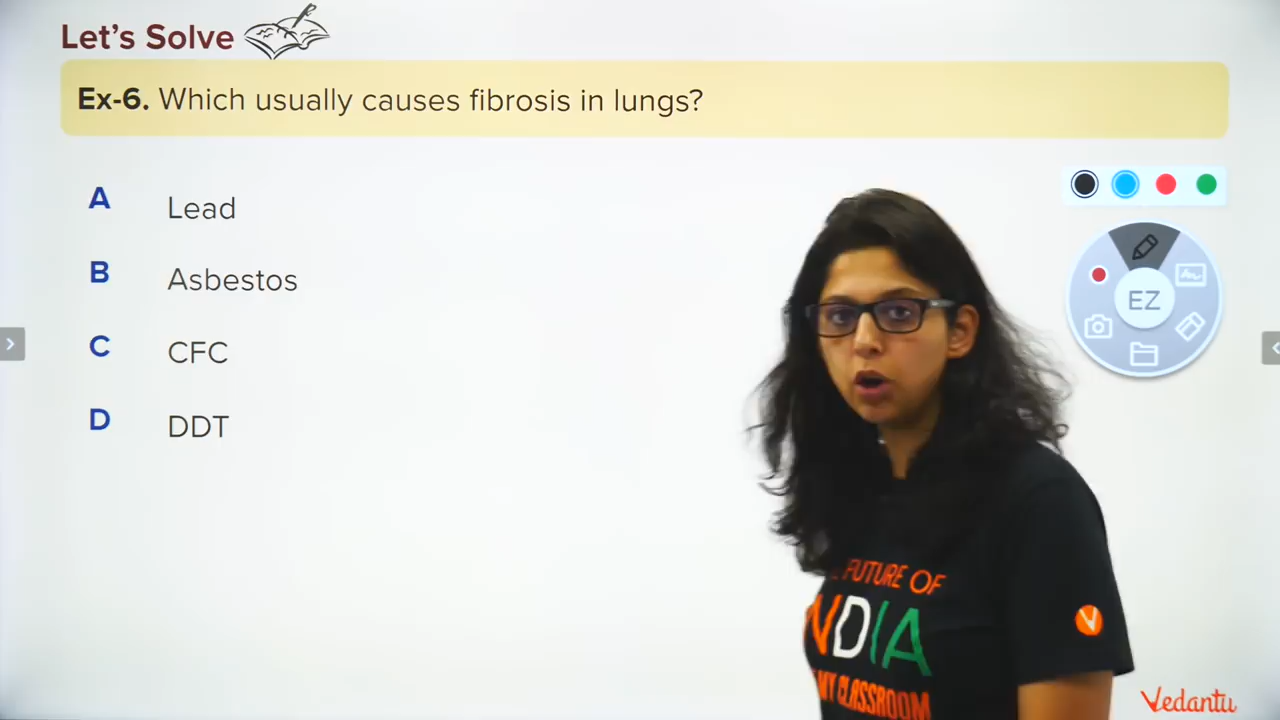 Let's Solve
Ex-6. Which usually causes fibrosis in lungs?
A Lead
B Asbestos
C CFC
D DDT
EZ
FUTURE OF
INDIA
MY CLASSROOM
V
Vedantu